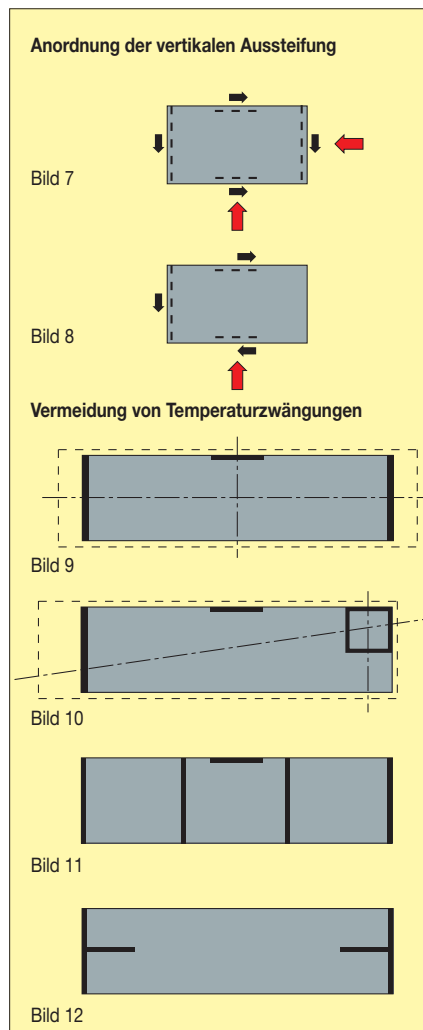 Anordnung der vertikalen Aussteifung
Bild 7
Bild 8
Vermeidung von Temperaturzwängungen
Bild 9
Bild 10
Bild 11
Bild 12